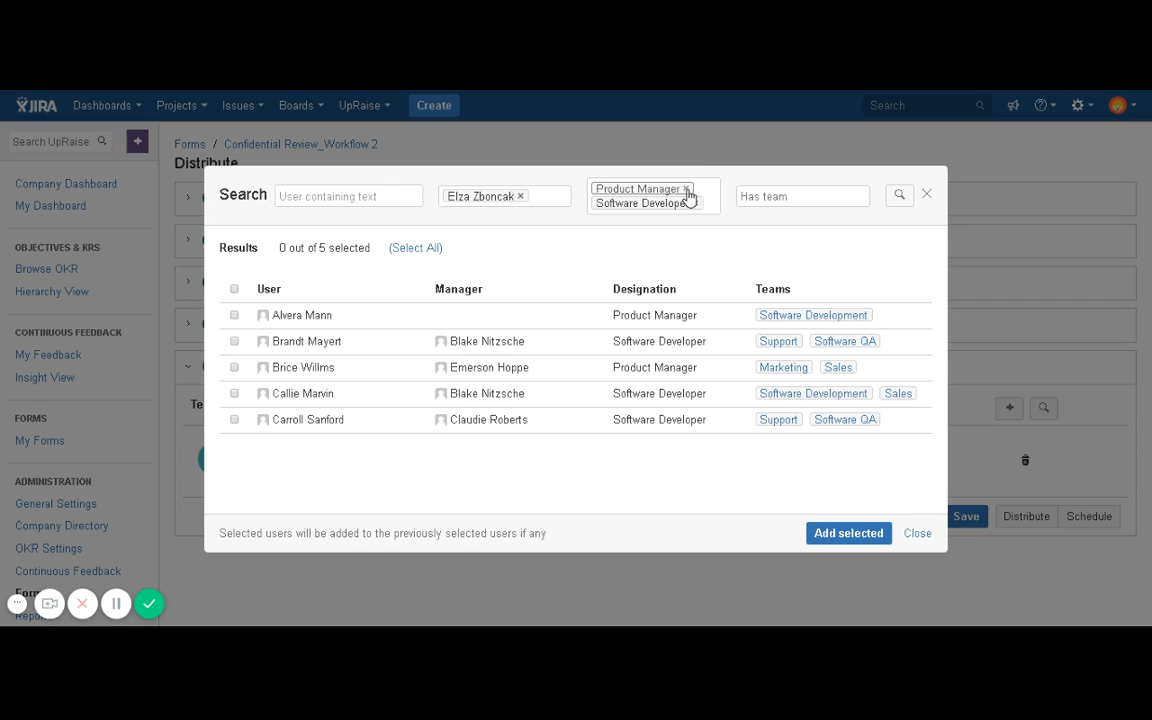 JIRA Dashboards Projects Issues Boards UpRaise Create Search
Search UpRaise +
Forms / Confidential Review_Workflow 2
Distribute
Company Dashboard
My Dashboard
OBJECTIVES & KRS
Browse OKR
Hierarchy View
CONTINUOUS FEEDBACK
My Feedback
Insight View
FORMS
My Forms
ADMINISTRATION
General Settings
Company Directory
OKR Settings
Continuous Feedback
Search User containing text Elza Zboncak × Product Manager × Has team
Software Develope
Results 0 out of 5 selected (Select All)
User Manager Designation Teams
Alvera Mann Product Manager Software Development
Brandt Mayert Blake Nitzsche Software Developer Support Software QA
Brice Willms Emerson Hoppe Product Manager Marketing Sales
Callie Marvin Blake Nitzsche Software Developer Software Development Sales
Carroll Sanford Claudie Roberts Software Developer Support Software QA
Selected users will be added to the previously selected users if any Add selected Close
Save Distribute Schedule